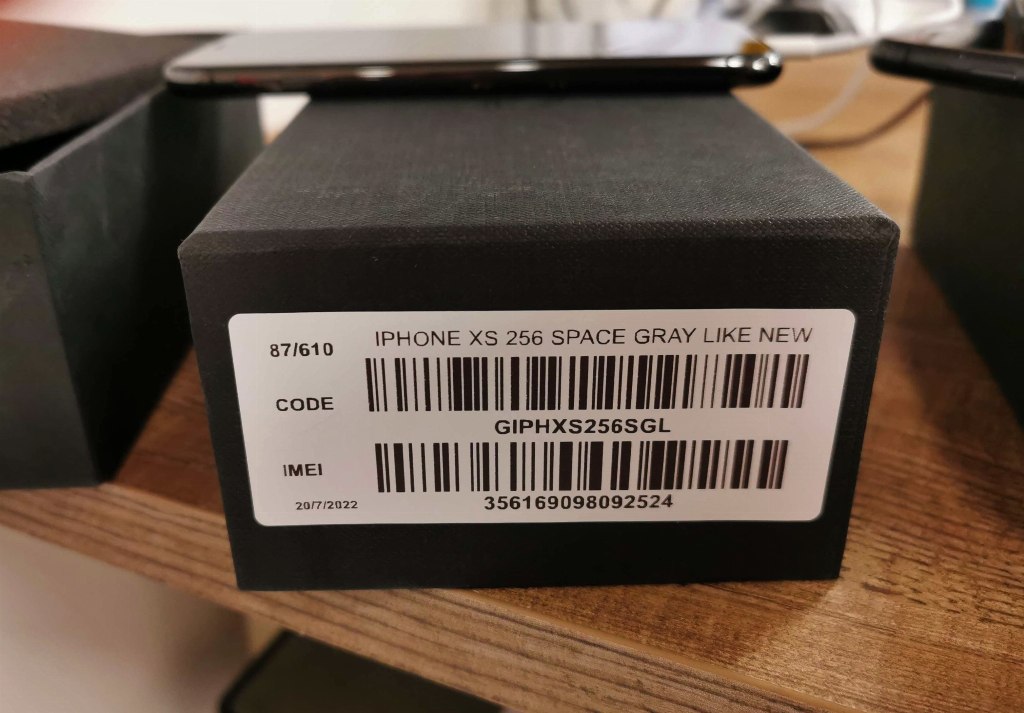 87/610
IPHONE XS 256 SPACE GRAY LIKE NEW
CODE
GIPHXS256SGL
IMEI
20/7/2022
356169098092524